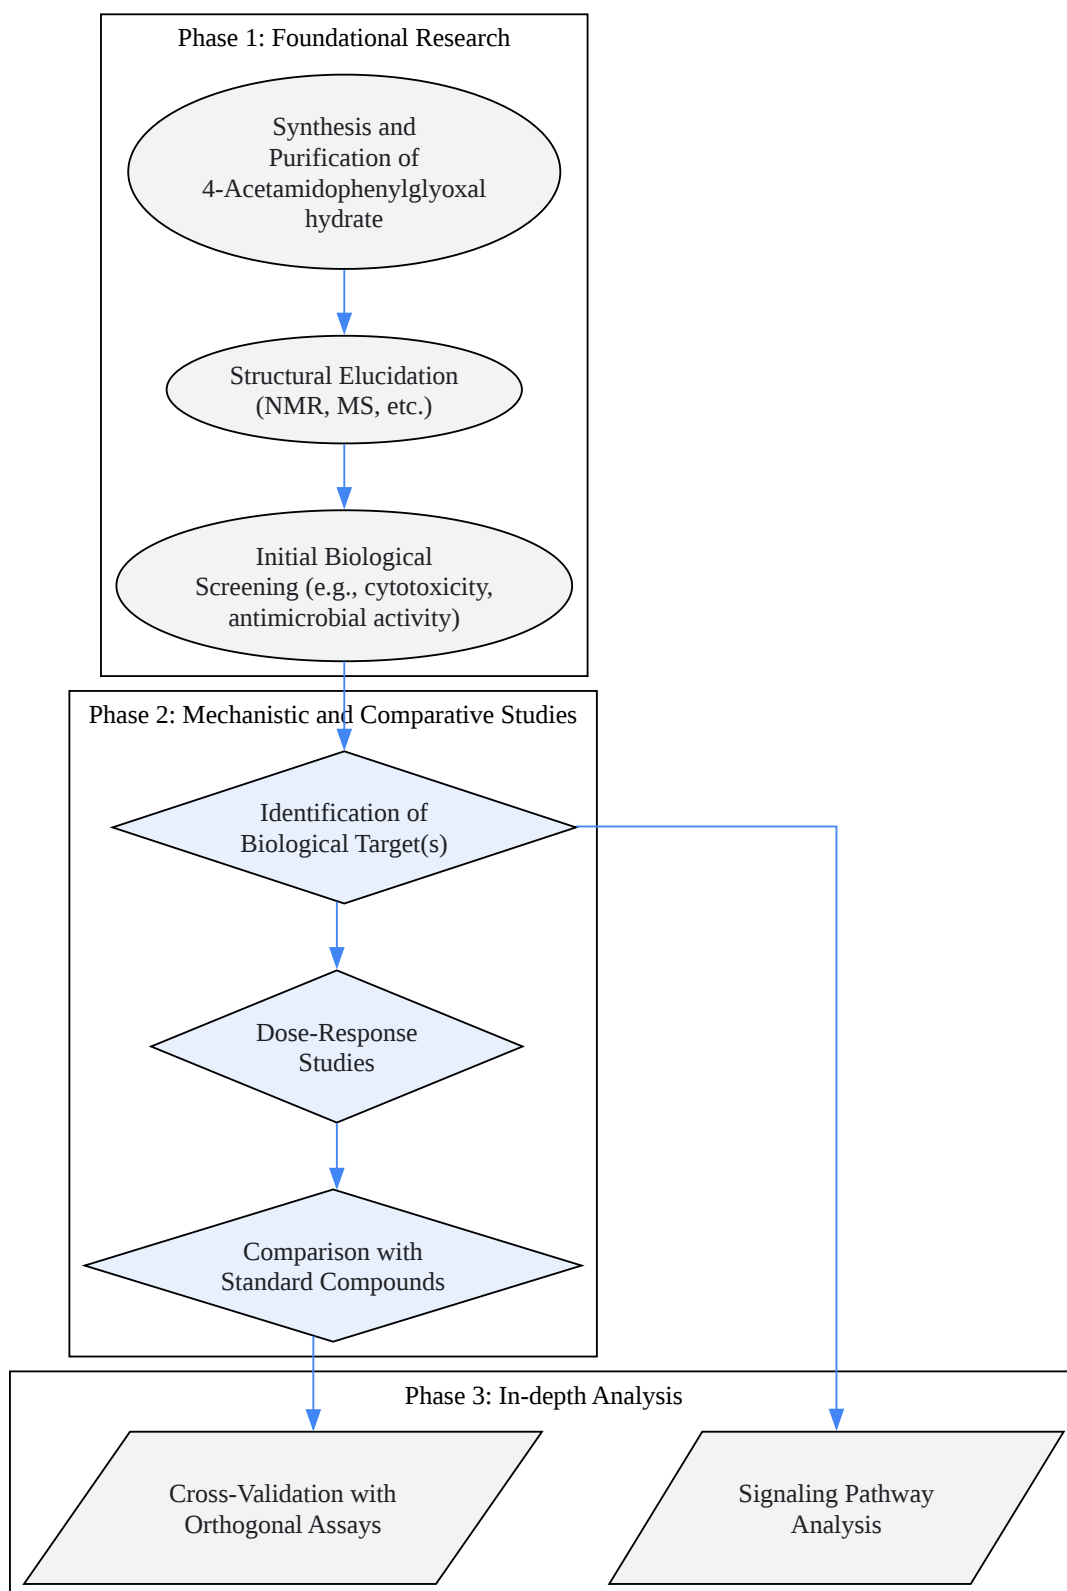 Phase 1: Foundational Research
Synthesis and
Purification of
4-Acetamidophenylglyoxal
hydrate
Structural Elucidation
(NMR, MS, etc.)
Initial Biological
Screening (e.g., cytotoxicity,
antimicrobial activity)
Phase 2: Mechanistic and Comparative Studies
Identification of
Biological Target(s)
Dose-Response
Studies
Comparison with
Standard Compounds
Phase 3: In-depth Analysis
Cross-Validation with
Orthogonal Assays
Signaling Pathway
Analysis